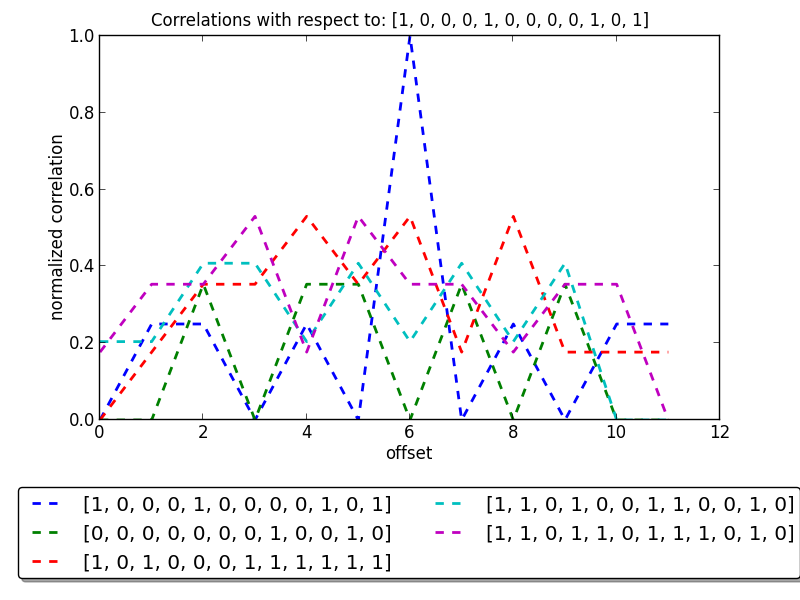 Correlations with respect to: [1, 0, 0, 0, 1, 0, 0, 0, 0, 1, 0, 1]
1.0
0.8
0.6
0.4
0.2
0.0
normalized correlation
0 2 4 6 8 10 12
offset
[1, 0, 0, 0, 1, 0, 0, 0, 0, 1, 0, 1]
[0, 0, 0, 0, 0, 0, 0, 1, 0, 0, 1, 0]
[1, 0, 1, 0, 0, 0, 1, 1, 1, 1, 1, 1]
[1, 1, 0, 1, 0, 0, 1, 1, 0, 0, 1, 0]
[1, 1, 0, 1, 1, 0, 1, 1, 1, 0, 1, 0]